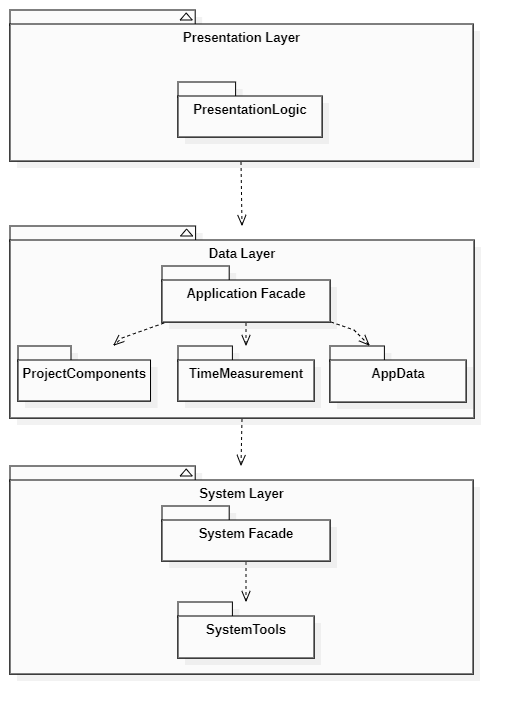 Presentation Layer
PresentationLogic
Data Layer
Application Facade
ProjectComponents
TimeMeasurement
AppData
System Layer
System Facade
SystemTools